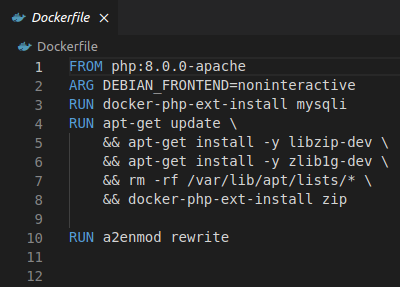 Dockerfile ×
Dockerfile
1 FROM php:8.0.0-apache
2 ARG DEBIAN_FRONTEND=noninteractive
3 RUN docker-php-ext-install mysqli
4 RUN apt-get update \
5     && apt-get install -y libzip-dev \
6     && apt-get install -y zlib1g-dev \
7     && rm -rf /var/lib/apt/lists/* \
8     && docker-php-ext-install zip
9
10 RUN a2enmod rewrite
11
12